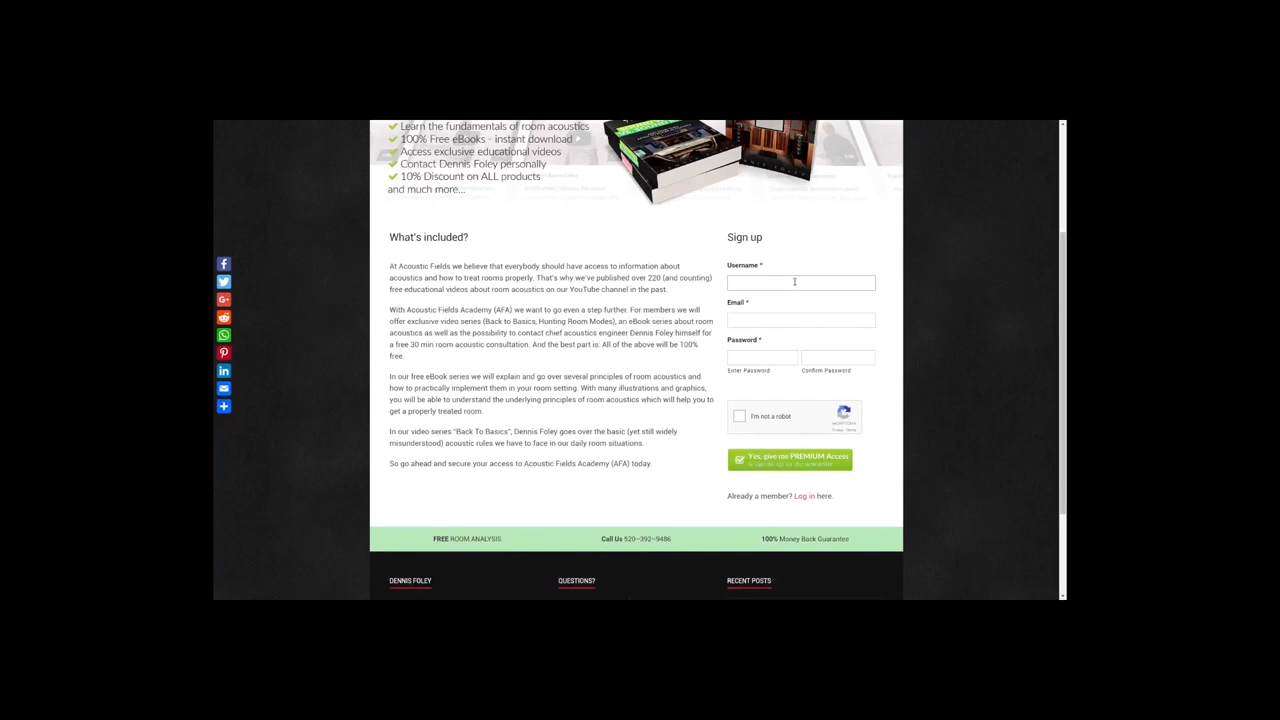 Learn the fundamentals of room acoustics
100% Free eBooks - instant download
Access exclusive educational videos
Contact Dennis Foley personally
10% Discount on ALL products
and much more...
What's included?
At Acoustic Fields we believe that everybody should have access to information about
acoustics and how to treat rooms properly. That's why we've published over 220 (and counting)
free educational videos about room acoustics on our YouTube channel in the past.
With Acoustic Fields Academy (AFA) we want to go even a step further. For members we will
offer exclusive video series (Back to Basics, Hunting Room Modes), an eBook series about room
acoustics as well as the possibility to contact chief acoustics engineer Dennis Foley himself for
a free 30 min room acoustic consultation. And the best part is: All of the above will be 100%
free.
In our free eBook series we will explain and go over several principles of room acoustics and
how to practically implement them in your room setting. With many illustrations and graphics,
you will be able to understand the underlying principles of room acoustics which will help you to
get a properly treated room.
In our video series "Back To Basics", Dennis Foley goes over the basic (yet still widely
misunderstood) acoustic rules we have to face in our daily room situations.
So go ahead and secure your access to Acoustic Fields Academy (AFA) today.
Sign up
Username *
Email *
Password *
Enter Password Confirm Password
I'm not a robot
reCAPTCHA
Privacy - Terms
Yes, give me PREMIUM Access
& sign me up for the newsletter
Already a member? Log in here.
FREE ROOM ANALYSIS Call Us 520-392-9486 100% Money Back Guarantee
DENNIS FOLEY QUESTIONS? RECENT POSTS